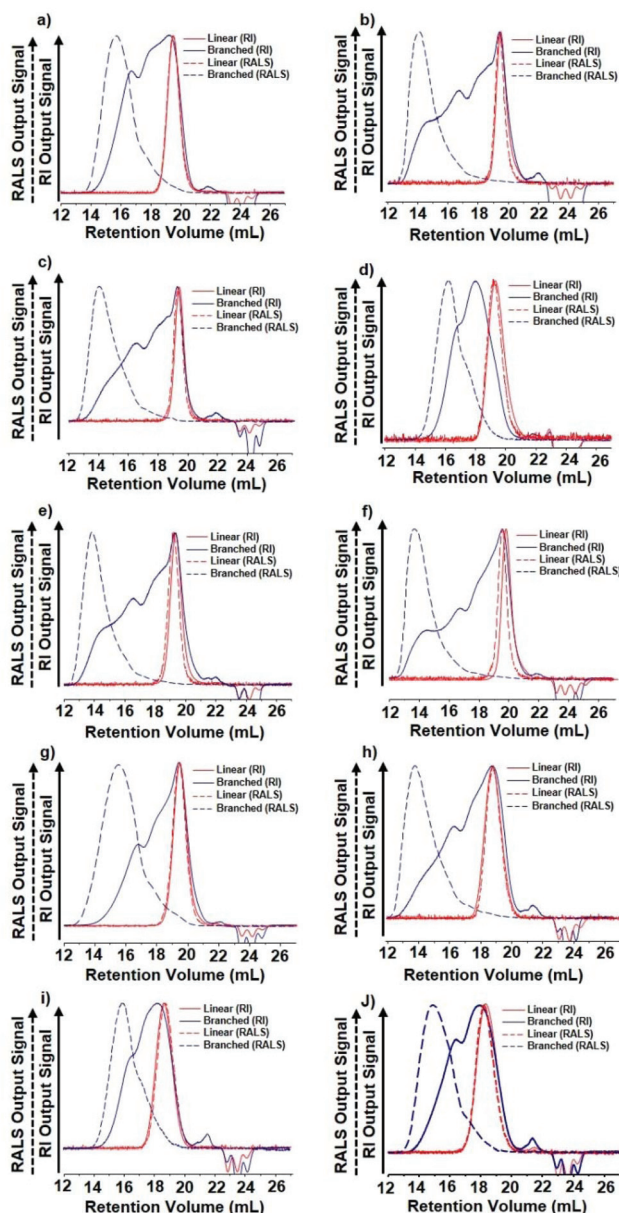 a)
RALS Output Signal
RI Output Signal
Linear (RI)
Branched (RI)
Linear (RALS)
Branched (RALS)
12 14 16 18 20 22 24 26
Retention Volume (mL)
b)
RALS Output Signal
RI Output Signal
Linear (RI)
Branched (RI)
Linear (RALS)
Branched (RALS)
12 14 16 18 20 22 24 26
Retention Volume (mL)
c)
RALS Output Signal
RI Output Signal
Linear (RI)
Branched (RI)
Linear (RALS)
Branched (RALS)
12 14 16 18 20 22 24 26
Retention Volume (mL)
d)
RALS Output Signal
RI Output Signal
Linear (RI)
Branched (RI)
Linear (RALS)
Branched (RALS)
12 14 16 18 20 22 24 26
Retention Volume (mL)
e)
RALS Output Signal
RI Output Signal
Linear (RI)
Branched (RI)
Linear (RALS)
Branched (RALS)
12 14 16 18 20 22 24 26
Retention Volume (mL)
f)
RALS Output Signal
RI Output Signal
Linear (RI)
Branched (RI)
Linear (RALS)
Branched (RALS)
12 14 16 18 20 22 24 26
Retention Volume (mL)
g)
RALS Output Signal
RI Output Signal
Linear (RI)
Branched (RI)
Linear (RALS)
Branched (RALS)
12 14 16 18 20 22 24 26
Retention Volume (mL)
h)
RALS Output Signal
RI Output Signal
Linear (RI)
Branched (RI)
Linear (RALS)
Branched (RALS)
12 14 16 18 20 22 24 26
Retention Volume (mL)
i)
RALS Output Signal
RI Output Signal
Linear (RI)
Branched (RI)
Linear (RALS)
Branched (RALS)
12 14 16 18 20 22 24 26
Retention Volume (mL)
J)
RALS Output Signal
RI Output Signal
Linear (RI)
Branched (RI)
Linear (RALS)
Branched (RALS)
12 14 16 18 20 22 24 26
Retention Volume (mL)